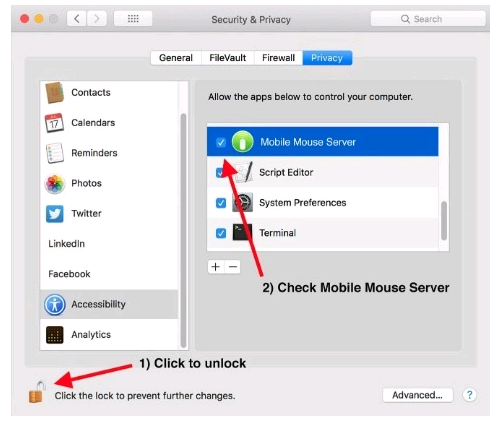 Security & Privacy
Search
General FileVault Firewall Privacy
Contacts
17
Calendars
Reminders
Photos
Twitter
LinkedIn
Facebook
Accessibility
Analytics
Allow the apps below to control your computer.
Mobile Mouse Server
Script Editor
System Preferences
Terminal
+ −
2) Check Mobile Mouse Server
1) Click to unlock
Click the lock to prevent further changes.
Advanced... ?